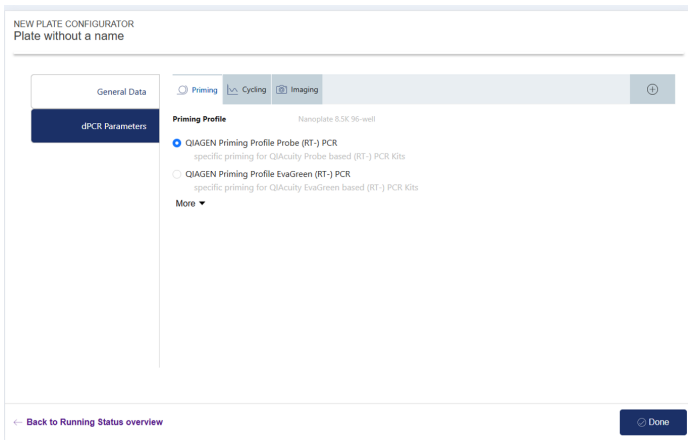 NEW PLATE CONFIGURATOR
Plate without a name
General Data
dPCR Parameters
Priming
Cycling
Imaging
Priming Profile
Nanoplate 8.5K 96-well
QIAGEN Priming Profile Probe (RT-) PCR
specific priming for QIAcuity Probe based (RT-) PCR Kits
QIAGEN Priming Profile EvaGreen (RT-) PCR
specific priming for QIAcuity EvaGreen based (RT-) PCR Kits
More
Back to Running Status overview
Done